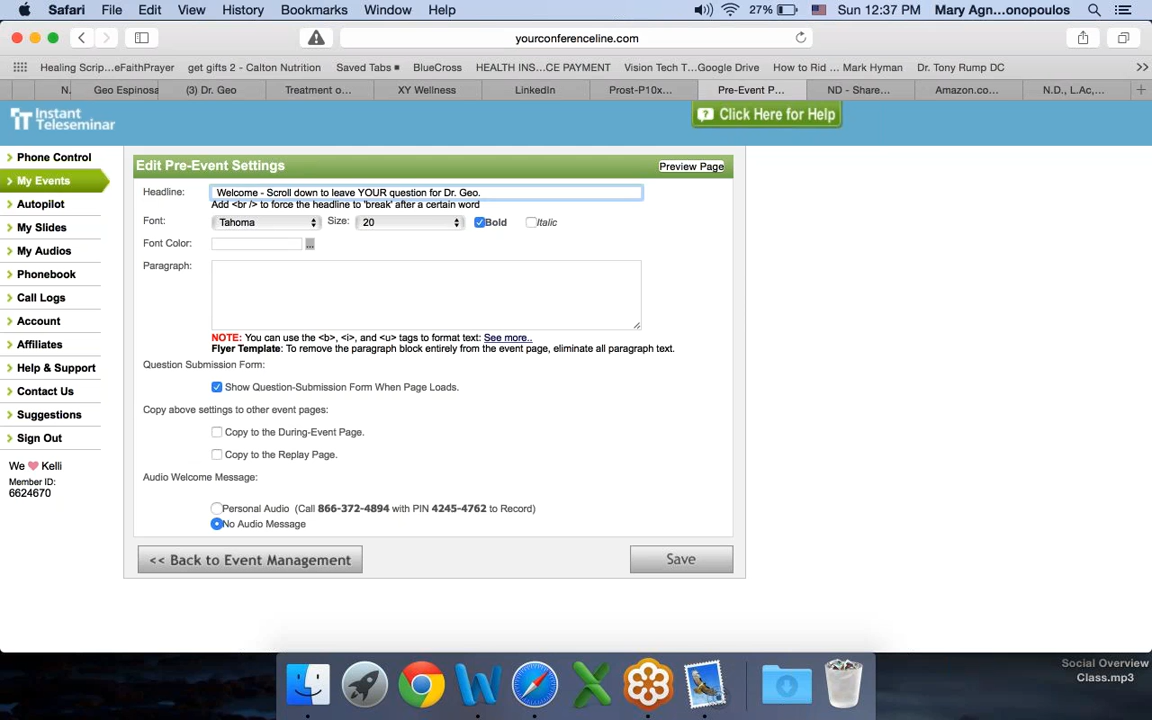 Safari File Edit View History Bookmarks Window Help 27% Sun 12:37 PM Mary Agn...onopoulos
yourconferenceline.com
Healing Scrip...eFaithPrayer get gifts 2 - Calton Nutrition Saved Tabs BlueCross HEALTH INS...CE PAYMENT Vision Tech T...Google Drive How to Rid ... Mark Hyman Dr. Tony Rump DC >>
N. Geo Espinosa (3) Dr. Geo Treatment o... XY Wellness LinkedIn Prost-P10x... Pre-Event P... ND - Share... Amazon.co... N.D., L.Ac,... +
Instant
Teleseminar
Click Here for Help
Phone Control
My Events
Autopilot
My Slides
My Audios
Phonebook
Call Logs
Account
Affiliates
Help & Support
Contact Us
Suggestions
Sign Out
We Kelli
Member ID:
6624670
Edit Pre-Event Settings Preview Page
Headline: Welcome - Scroll down to leave YOUR question for Dr. Geo.
Add <br /> to force the headline to 'break' after a certain word
Font: Tahoma Size: 20 Bold Italic
Font Color: ...
Paragraph:
NOTE: You can use the <b>, <i>, and <u> tags to format text: See more..
Flyer Template: To remove the paragraph block entirely from the event page, eliminate all paragraph text.
Question Submission Form:
Show Question-Submission Form When Page Loads.
Copy above settings to other event pages:
Copy to the During-Event Page.
Copy to the Replay Page.
Audio Welcome Message:
Personal Audio (Call 866-372-4894 with PIN 4245-4762 to Record)
No Audio Message
<< Back to Event Management Save
Social Overview
Class.mp3